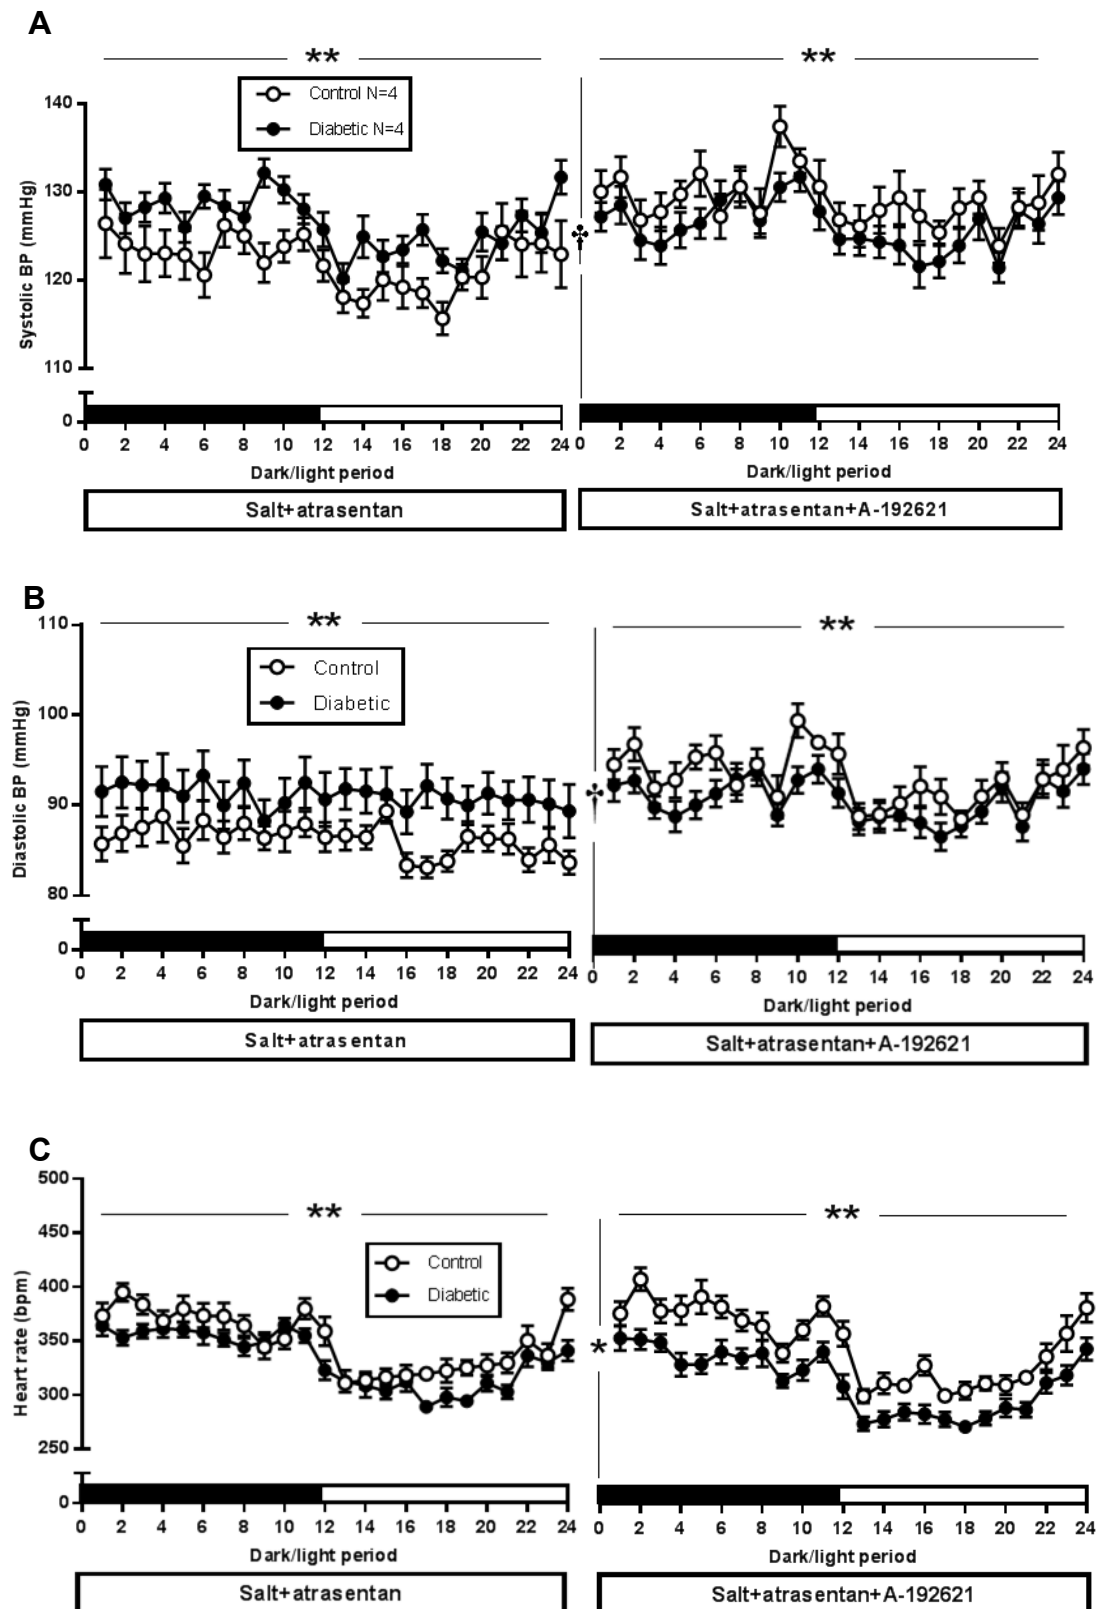 A
**
**
Control N=4
Diabetic N=4
Systolic BP (mmHg)
140
130
120
110
0
‡
0 2 4 6 8 10 12 14 16 18 20 22 24
0 2 4 6 8 10 12 14 16 18 20 22 24
Dark/light period
Dark/light period
Salt+atrasentan
Salt+atrasentan+A-192621
B
**
**
Control
Diabetic
Diastolic BP (mmHg)
110
100
90
80
0
†
0 2 4 6 8 10 12 14 16 18 20 22 24
0 2 4 6 8 10 12 14 16 18 20 22 24
Dark/light period
Dark/light period
Salt+atrasentan
Salt+atrasentan+A-192621
C
**
**
Control
Diabetic
Heart rate (bpm)
500
450
400
350
300
250
0
*
0 2 4 6 8 10 12 14 16 18 20 22 24
0 2 4 6 8 10 12 14 16 18 20 22 24
Dark/light period
Dark/light period
Salt+atrasentan
Salt+atrasentan+A-192621